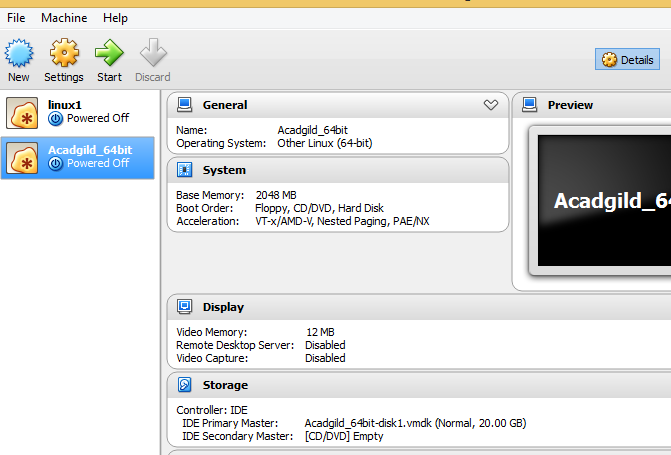 File Machine Help
New Settings Start Discard
Details
linux1
Powered Off
Acadgild_64bit
Powered Off
General
Name: Acadgild_64bit
Operating System: Other Linux (64-bit)
System
Base Memory: 2048 MB
Boot Order: Floppy, CD/DVD, Hard Disk
Acceleration: VT-x/AMD-V, Nested Paging, PAE/NX
Preview
Acadgild_64
Display
Video Memory: 12 MB
Remote Desktop Server: Disabled
Video Capture: Disabled
Storage
Controller: IDE
IDE Primary Master: Acadgild_64bit-disk1.vmdk (Normal, 20.00 GB)
IDE Secondary Master: [CD/DVD] Empty